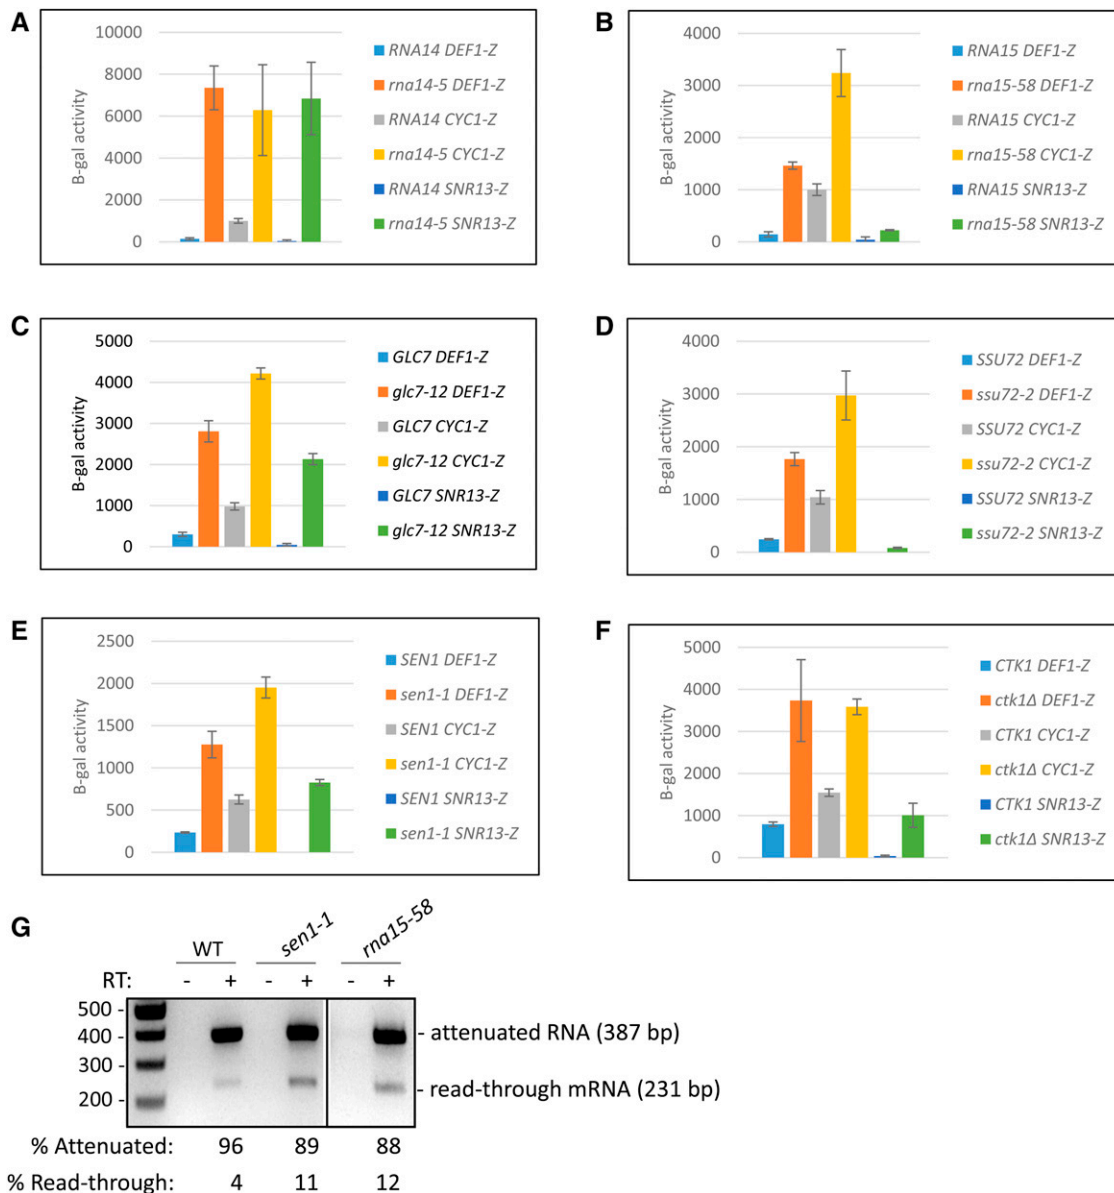 A
10000
8000
6000
4000
2000
0
B-gal activity
RNA14 DEF1-Z
rna14-5 DEF1-Z
RNA14 CYC1-Z
rna14-5 CYC1-Z
RNA14 SNR13-Z
rna14-5 SNR13-Z
B
4000
3000
2000
1000
0
B-gal activity
RNA15 DEF1-Z
rna15-58 DEF1-Z
RNA15 CYC1-Z
rna15-58 CYC1-Z
RNA15 SNR13-Z
rna15-58 SNR13-Z
C
5000
4000
3000
2000
1000
0
B-gal activity
GLC7 DEF1-Z
glc7-12 DEF1-Z
GLC7 CYC1-Z
glc7-12 CYC1-Z
GLC7 SNR13-Z
glc7-12 SNR13-Z
D
4000
3000
2000
1000
0
B-gal activity
SSU72 DEF1-Z
ssu72-2 DEF1-Z
SSU72 CYC1-Z
ssu72-2 CYC1-Z
SSU72 SNR13-Z
ssu72-2 SNR13-Z
E
2500
2000
1500
1000
500
0
B-gal activity
SEN1 DEF1-Z
sen1-1 DEF1-Z
SEN1 CYC1-Z
sen1-1 CYC1-Z
SEN1 SNR13-Z
sen1-1 SNR13-Z
F
5000
4000
3000
2000
1000
0
B-gal activity
CTK1 DEF1-Z
ctk1Δ DEF1-Z
CTK1 CYC1-Z
ctk1Δ CYC1-Z
CTK1 SNR13-Z
ctk1Δ SNR13-Z
G
WT sen1-1 rna15-58
RT: - + - + - +
500 -
400 -
300 -
200 -
- attenuated RNA (387 bp)
- read-through mRNA (231 bp)
% Attenuated: 96 89 88
% Read-through: 4 11 12